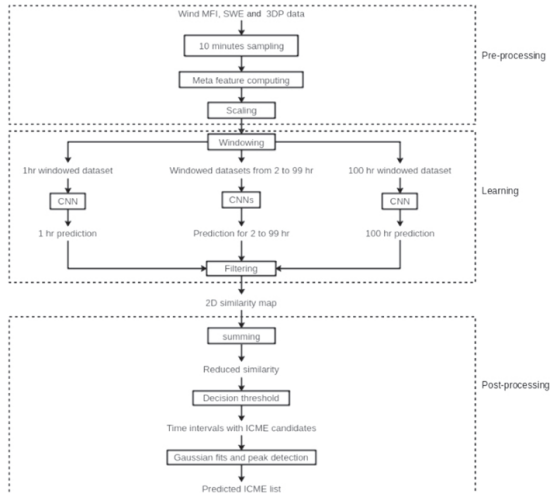 Wind MFI, SWE and 3DP data
10 minutes sampling
Meta feature computing
Scaling
Pre-processing
Windowing
1hr windowed dataset
Windowed datasets from 2 to 99 hr
100 hr windowed dataset
CNN
CNNs
CNN
Learning
1 hr prediction
Prediction for 2 to 99 hr
100 hr prediction
Filtering
2D similarity map
summing
Reduced similarity
Decision threshold
Post-processing
Time intervals with ICME candidates
Gaussian fits and peak detection
Predicted ICME list